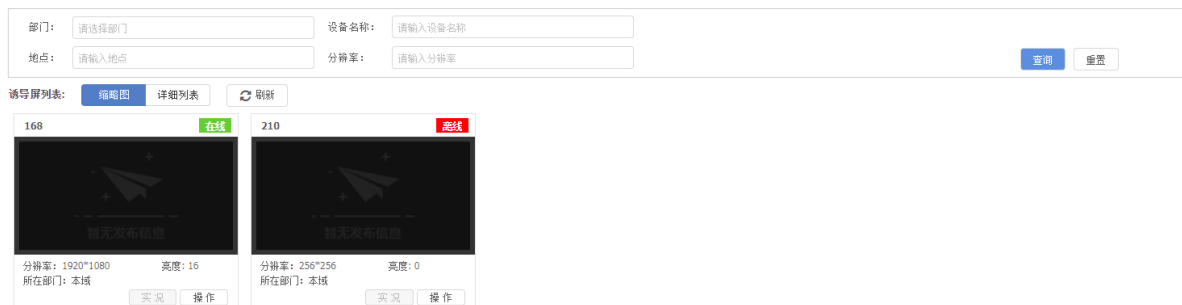 部门： 请选择部门 设备名称： 请输入设备名称
地点： 请输入地点 分辨率： 请输入分辨率 查询 重置
诱导屏列表: 缩略图 详细列表 刷新
168 在线 210 离线
暂无发布信息 暂无发布信息
分辨率：1920*1080 亮度：16 分辨率：256*256 亮度：0
所在部门：本域 所在部门：本域
实况 操作 实况 操作